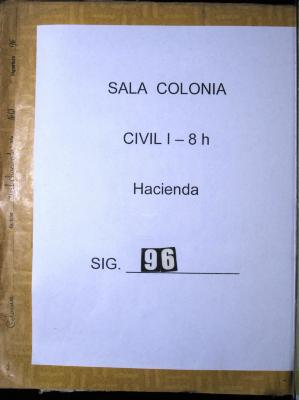 SALA COLONIA
CIVIL I – 8 h
Hacienda
SIG. 96